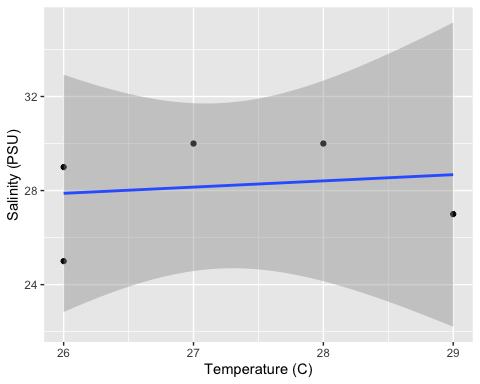 32
28
24
Salinity (PSU)
26 27 28 29
Temperature (C)